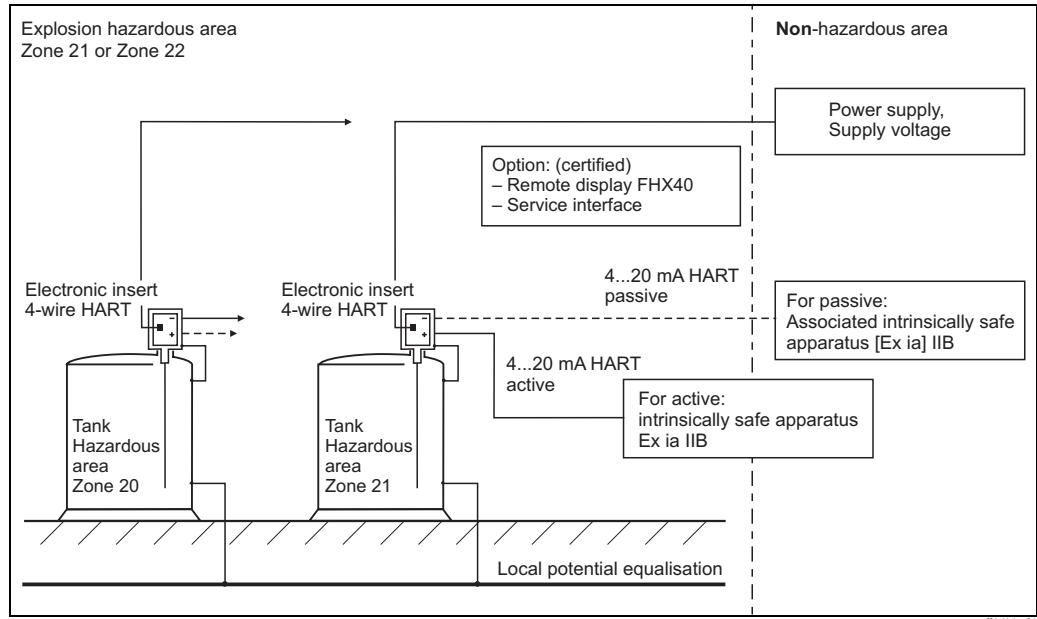 Explosion hazardous area
Zone 21 or Zone 22
Non-hazardous area
Power supply,
Supply voltage
Option: (certified)
– Remote display FHX40
– Service interface
Electronic insert
4-wire HART
Electronic insert
4-wire HART
4...20 mA HART
passive
For passive:
Associated intrinsically safe
apparatus [Ex ia] IIB
–
+
–
+
4...20 mA HART
active
For active:
intrinsically safe apparatus
Ex ia IIB
Tank
Hazardous
area
Zone 20
Tank
Hazardous
area
Zone 21
Local potential equalisation